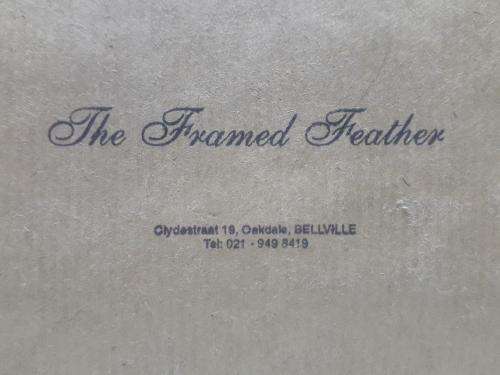 The Framed Feather
Clydestraat 19, Oakdale, BELLVILLE
Tel: 021 - 949 8419